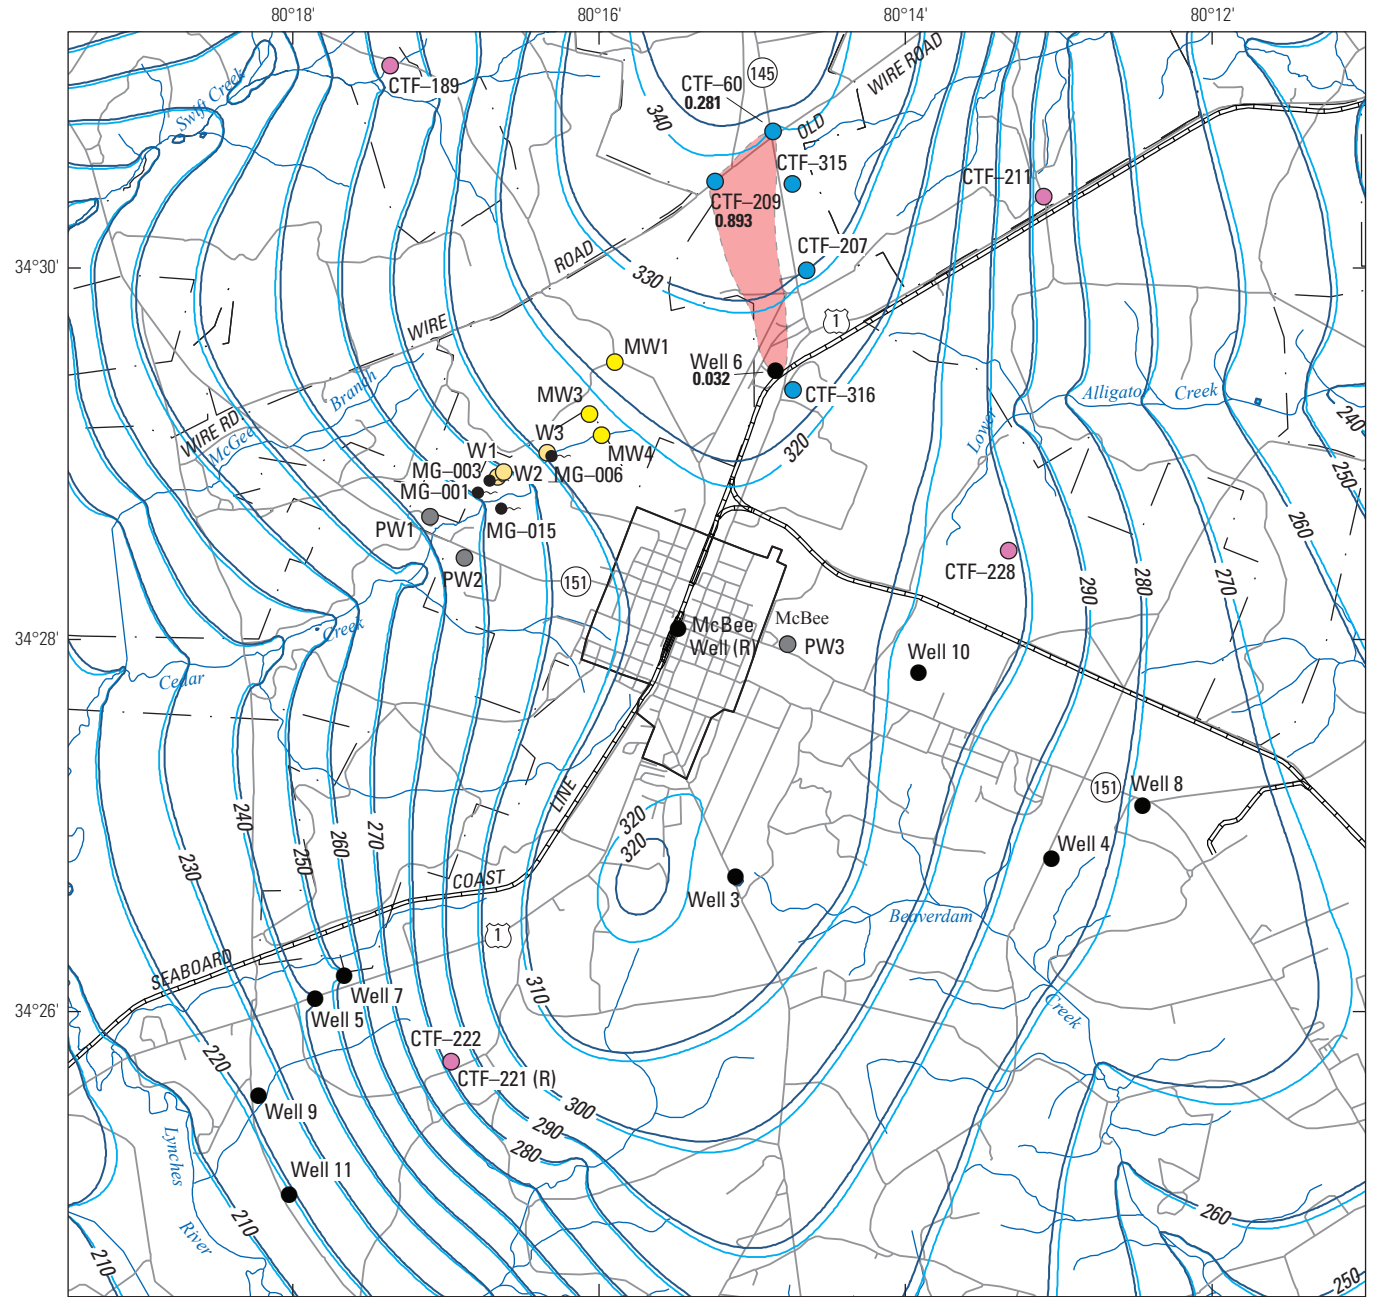 80°18'
80°16'
80°14'
80°12'
CTF–189
Swift Creek
340
CTF–60
0.281
145
WIRE ROAD
OLD
CTF–315
CTF–209
0.893
CTF–211
CTF–207
34°30'
ROAD
330
WIRE
1
MW1
Well 6
0.032
CTF–316
Branch
MW3
WIRE RD
McGee
W3
MW4
W1
W2
MG–003
MG–006
MG–001
MG–015
PW1
PW2
320
Lower
Alligator
Creek
240
250
260
151
CTF–228
290
280
270
34°28'
Creek
Cedar
McBee
Well (R)
McBee
PW3
Well 10
151
Well 8
Well 4
LINE
320
320
240
230
250
260
270
COAST
Well 3
Beaverdam
1
SEABOARD
310
34°26'
Well 7
Well 5
Creek
220
CTF–222
CTF–221 (R)
300
290
280
Well 9
Lynches
River
Well 11
210
210
260
250